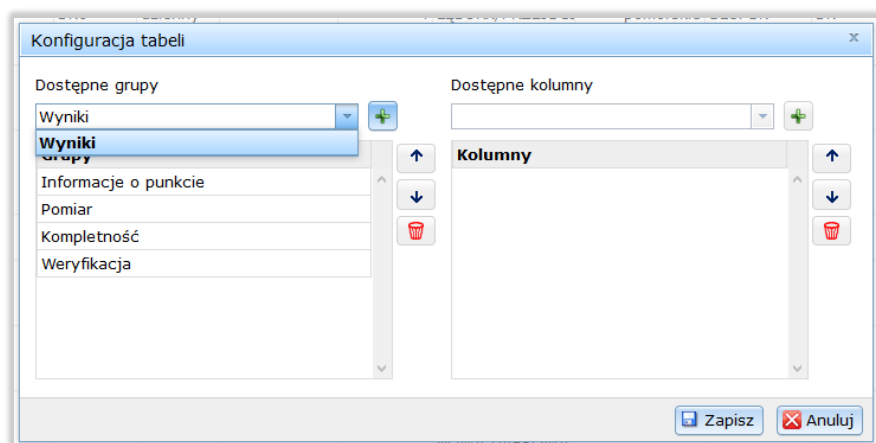 Konfiguracja tabeli
x
Dostępne grupy
Dostępne kolumny
Wyniki
Wyniki
Grupy
Kolumny
Informacje o punkcie
Pomiar
Kompletność
Weryfikacja
Zapisz
Anuluj